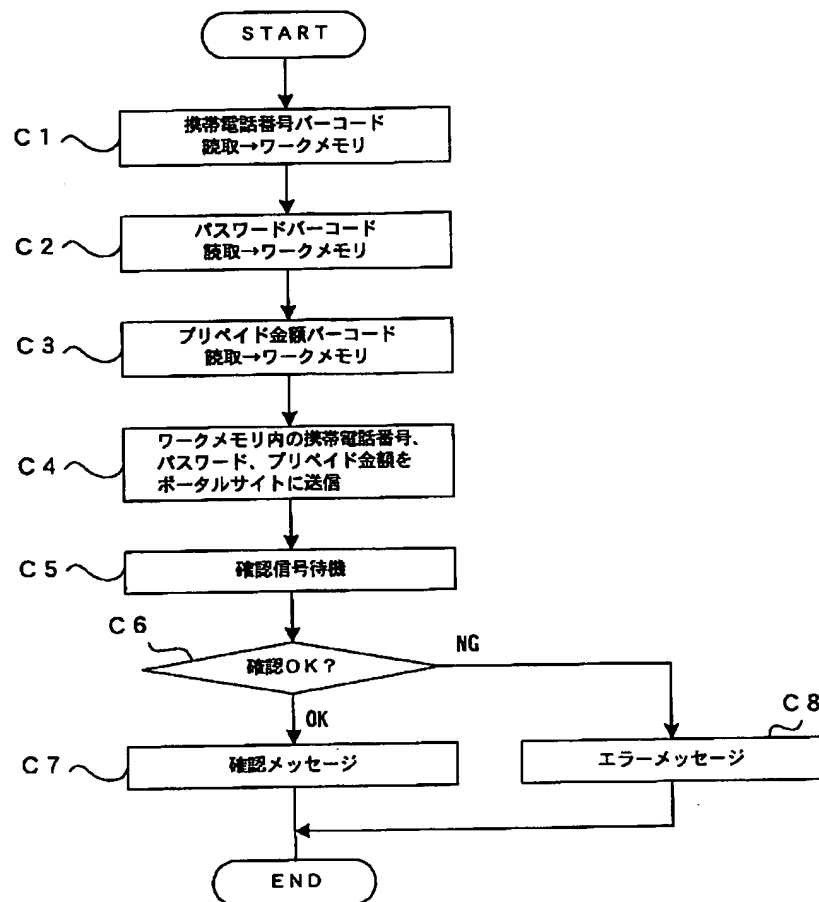 START
C1
携帯電話番号バーコード
読取→ワークメモリ
C2
パスワードバーコード
読取→ワークメモリ
C3
プリペイド金額バーコード
読取→ワークメモリ
C4
ワークメモリ内の携帯電話番号、
パスワード、プリペイド金額を
ポータルサイトに送信
C5
確認信号待機
C6
確認OK?
NG
OK
C7
確認メッセージ
C8
エラーメッセージ
END